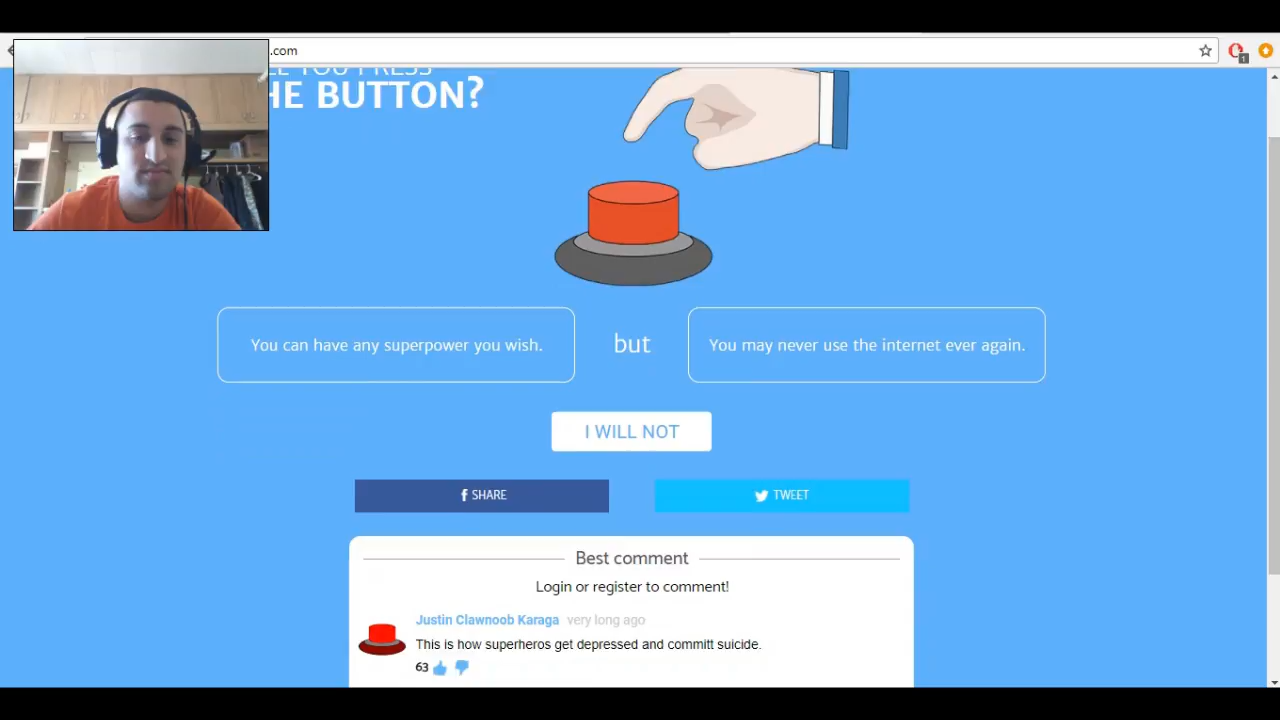 .com
HE BUTTON?
You can have any superpower you wish.
but
You may never use the internet ever again.
I WILL NOT
f SHARE
TWEET
Best comment
Login or register to comment!
Justin Clawnoob Karaga very long ago
This is how superheros get depressed and committ suicide.
63
1